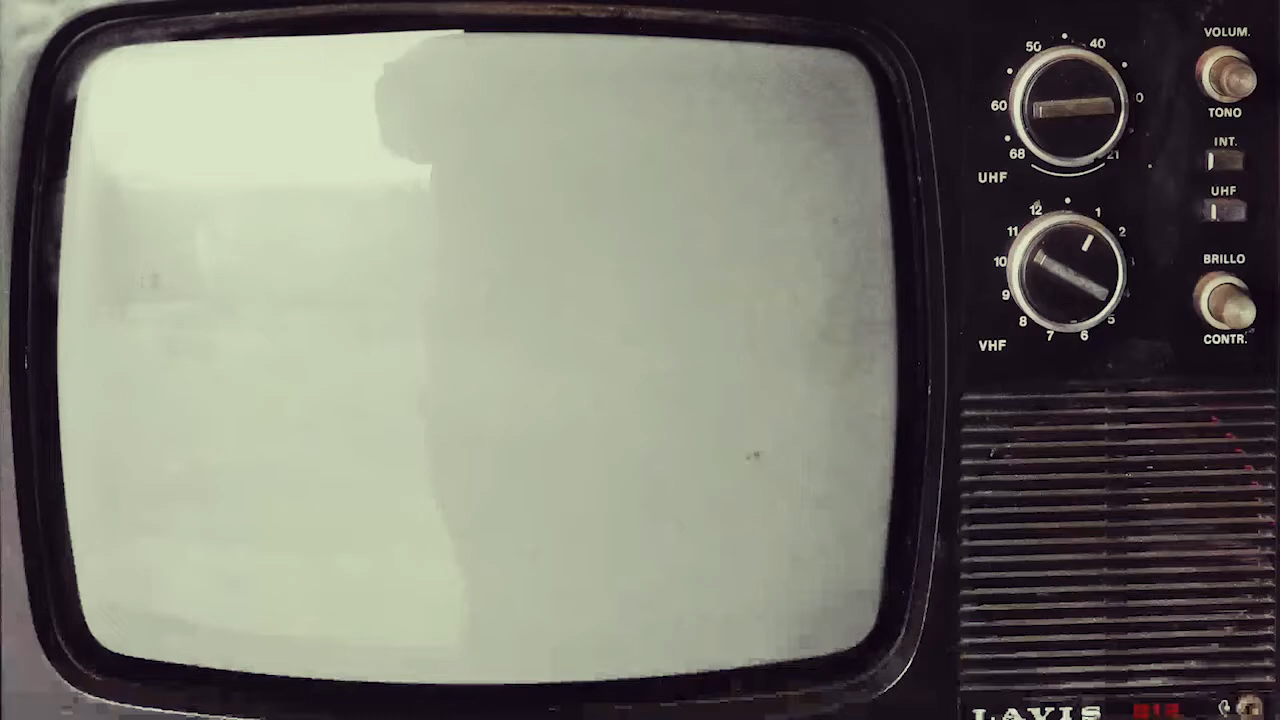 50 40
60 0
68 21
UHF
12 1
11 2
10
9
8 5
7 6
VHF
VOLUM.
TONO
INT.
UHF
BRILLO
CONTR.
LAVIS